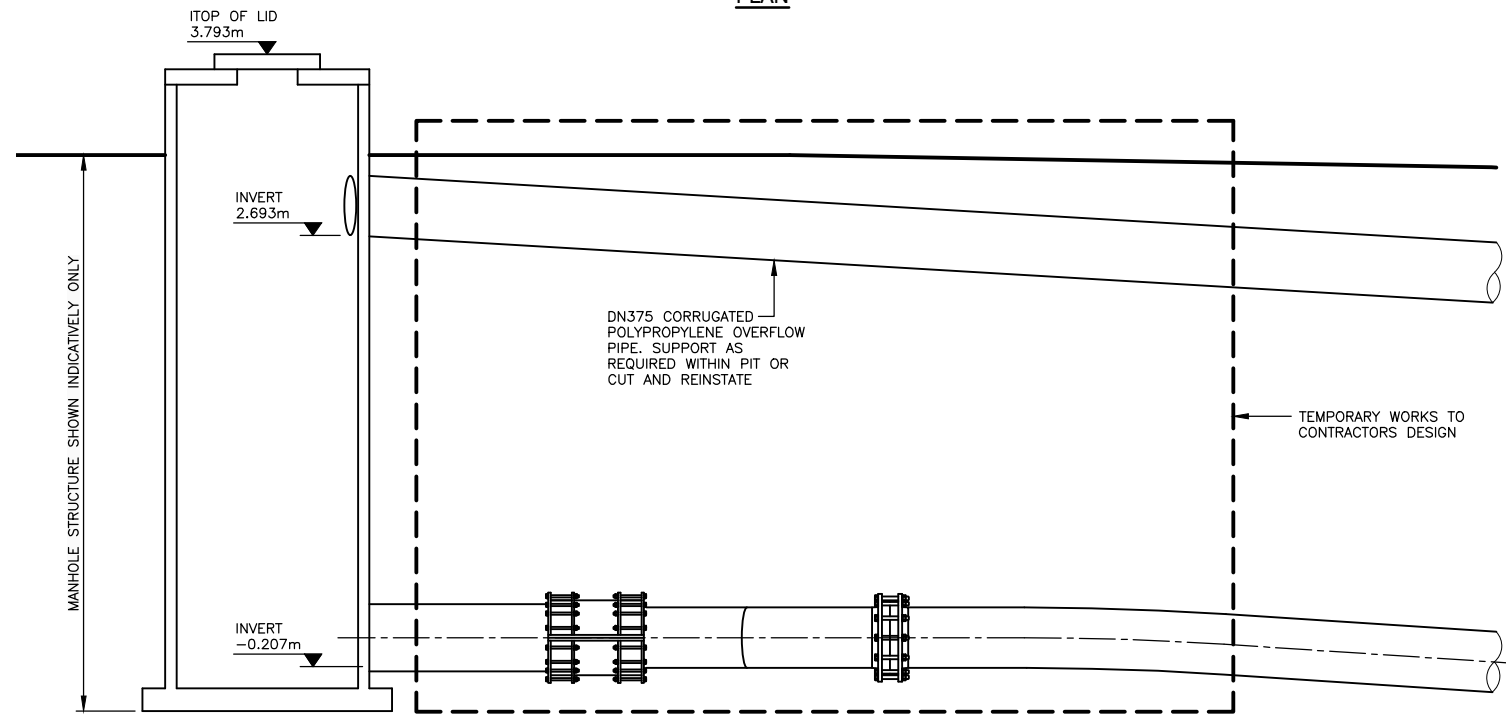 PLAN
ITOP OF LID
3.793m
INVERT
2.693m
MANHOLE STRUCTURE SHOWN INDICATIVELY ONLY
DN375 CORRUGATED
POLYPROPYLENE OVERFLOW
PIPE. SUPPORT AS
REQUIRED WITHIN PIT OR
CUT AND REINSTATE
TEMPORARY WORKS TO
CONTRACTORS DESIGN
INVERT
-0.207m